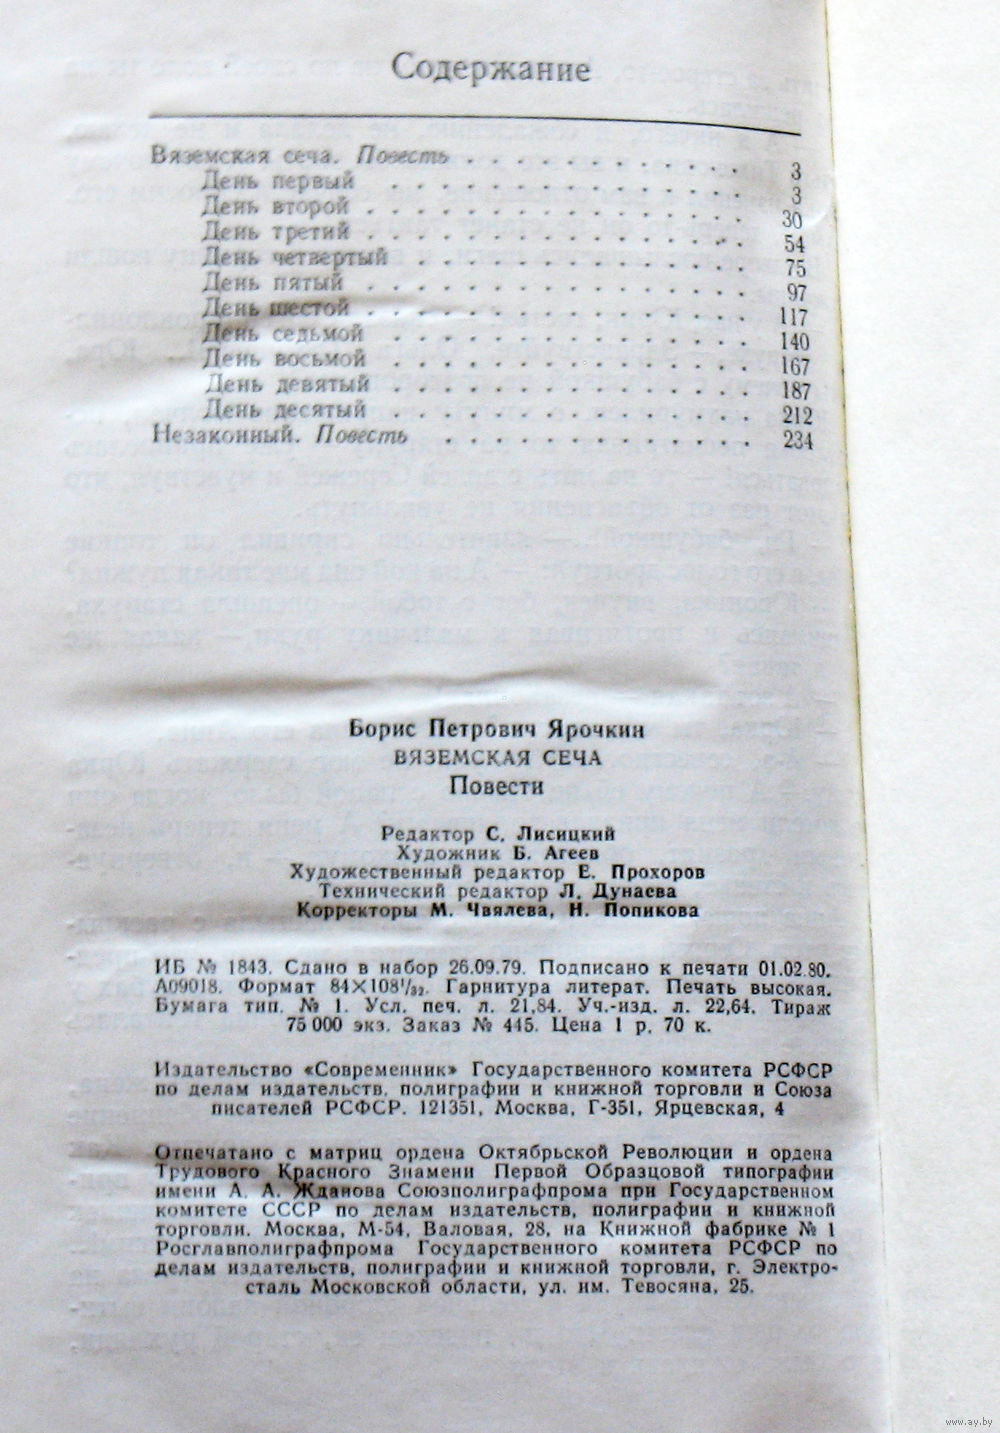 Содержание
Вяземская сеча. Повесть . . . . . . . . . . . 3
День первый . . . . . . . . . . . . . . 3
День второй . . . . . . . . . . . . . . . 30
День третий . . . . . . . . . . . . . . . 54
День четвертый . . . . . . . . . . . . . 75
День пятый . . . . . . . . . . . . . . . 97
День шестой . . . . . . . . . . . . . . . 117
День седьмой . . . . . . . . . . . . . . 140
День восьмой . . . . . . . . . . . . . . 167
День девятый . . . . . . . . . . . . . . 187
День десятый . . . . . . . . . . . . . . 212
Незаконный. Повесть . . . . . . . . . . . . 234
Борис Петрович Ярочкин
ВЯЗЕМСКАЯ СЕЧА
Повести
Редактор С. Лисицкий
Художник Б. Агеев
Художественный редактор Е. Прохоров
Технический редактор Л. Дунаева
Корректоры М. Чвялева, Н. Попикова
ИБ № 1843. Сдано в набор 26.09.79. Подписано к печати 01.02.80.
А09018. Формат 84×108¹/₃₂. Гарнитура литерат. Печать высокая.
Бумага тип. № 1. Усл. печ. л. 21,84. Уч.-изд. л. 22,64. Тираж
75 000 экз. Заказ № 445. Цена 1 р. 70 к.
Издательство «Современник» Государственного комитета РСФСР
по делам издательств, полиграфии и книжной торговли и Союза
писателей РСФСР. 121351, Москва, Г-351, Ярцевская, 4
Отпечатано с матриц ордена Октябрьской Революции и ордена
Трудового Красного Знамени Первой Образцовой типографии
имени А. А. Жданова Союзполиграфпрома при Государственном
комитете СССР по делам издательств, полиграфии и книжной
торговли. Москва, М-54, Валовая, 28, на Книжной фабрике № 1
Росглавполиграфпрома Государственного комитета РСФСР по
делам издательств, полиграфии и книжной торговли, г. Электро-
сталь Московской области, ул. им. Тевосяна, 25.
www.ay.by